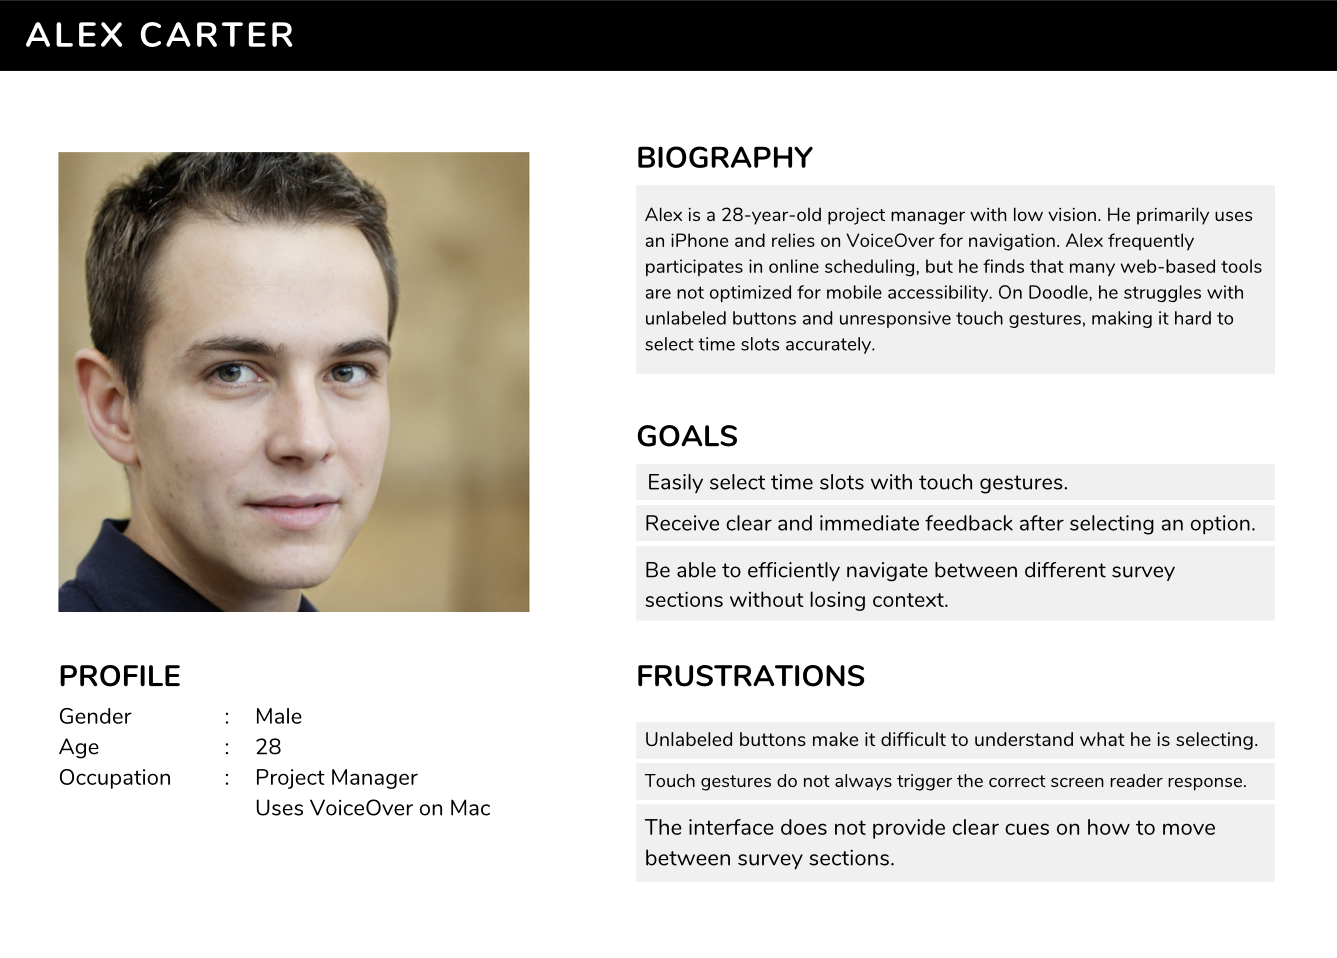 ALEX CARTER
BIOGRAPHY
Alex is a 28-year-old project manager with low vision. He primarily uses
an iPhone and relies on VoiceOver for navigation. Alex frequently
participates in online scheduling, but he finds that many web-based tools
are not optimized for mobile accessibility. On Doodle, he struggles with
unlabeled buttons and unresponsive touch gestures, making it hard to
select time slots accurately.
GOALS
Easily select time slots with touch gestures.
Receive clear and immediate feedback after selecting an option.
Be able to efficiently navigate between different survey
sections without losing context.
PROFILE
Gender : Male
Age : 28
Occupation : Project Manager
Uses VoiceOver on Mac
FRUSTRATIONS
Unlabeled buttons make it difficult to understand what he is selecting.
Touch gestures do not always trigger the correct screen reader response.
The interface does not provide clear cues on how to move
between survey sections.